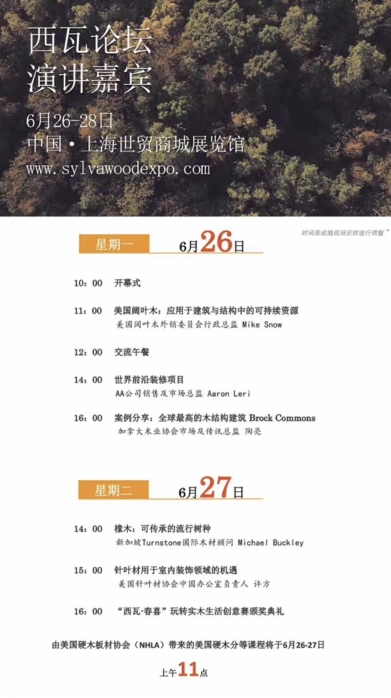 西瓦论坛
演讲嘉宾
6月26-28日
中国·上海世贸商城展览馆
www.sylvawoodexpo.com
时间表或随现场安排进行调整"
星期一 6月26日
10：00 开幕式
11：00 美国阔叶木：应用于建筑与结构中的可持续资源
美国阔叶木外销委员会行政总监 Mike Snow
12：00 交流午餐
14：00 世界前沿装修项目
AA公司销售及市场总监 Aaron Leri
16：00 案例分享：全球最高的木结构建筑 Brock Commons
加拿大木业协会市场及传讯总监 陶亮
星期二 6月27日
14：00 橡木：可传承的流行树种
新加坡Turnstone国际木材顾问 Michael Buckley
15：00 针叶材用于室内装饰领域的机遇
美国针叶材协会中国办公室负责人 许方
16：00 “西瓦·春喜”玩转实木生活创意赛颁奖典礼
由美国硬木板材协会（NHLA）带来的美国硬木分等课程将于6月26-27日
上午11点